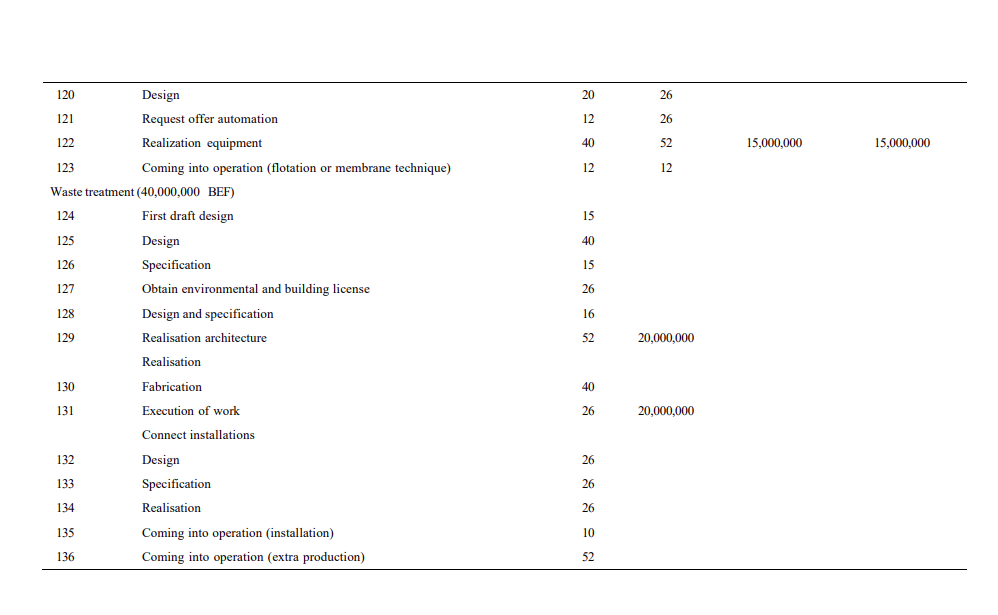 120 Design 20 26
121 Request offer automation 12 26
122 Realization equipment 40 52 15,000,000 15,000,000
123 Coming into operation (flotation or membrane technique) 12 12
Waste treatment (40,000,000 BEF)
124 First draft design 15
125 Design 40
126 Specification 15
127 Obtain environmental and building license 26
128 Design and specification 16
129 Realisation architecture 52 20,000,000
Realisation
130 Fabrication 40
131 Execution of work 26 20,000,000
Connect installations
132 Design 26
133 Specification 26
134 Realisation 26
135 Coming into operation (installation) 10
136 Coming into operation (extra production) 52